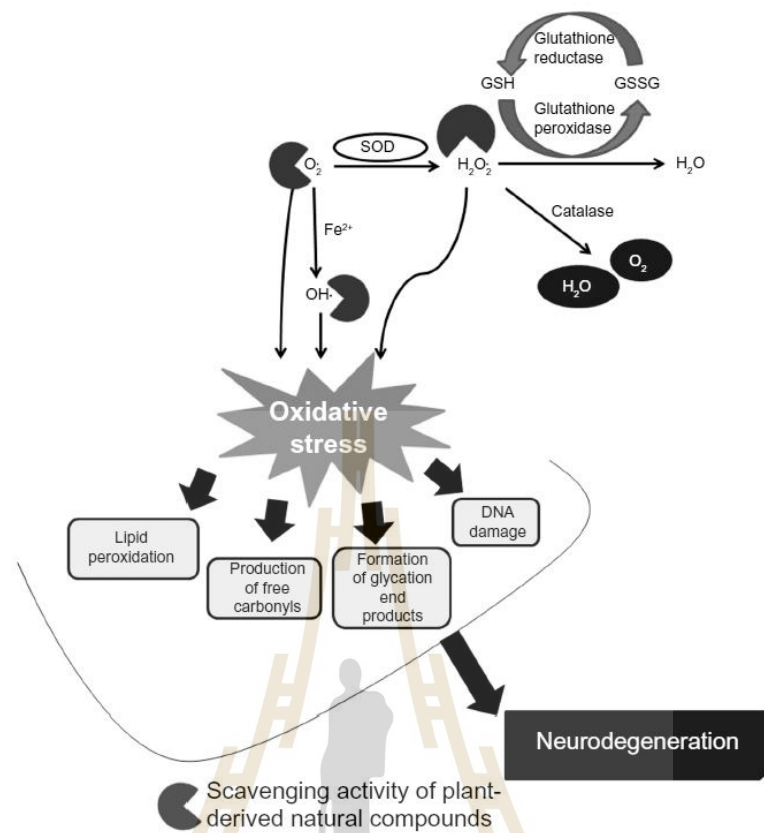 Glutathione
reductase
GSH
GSSG
Glutathione
peroxidase
SOD
O₂·
H₂O₂·
H₂O
Catalase
Fe²⁺
O₂
H₂O
OH·
Oxidative
stress
DNA
damage
Lipid
peroxidation
Formation
of glycation
end
products
Production
of free
carbonyls
Neurodegeneration
Scavenging activity of plant-
derived natural compounds